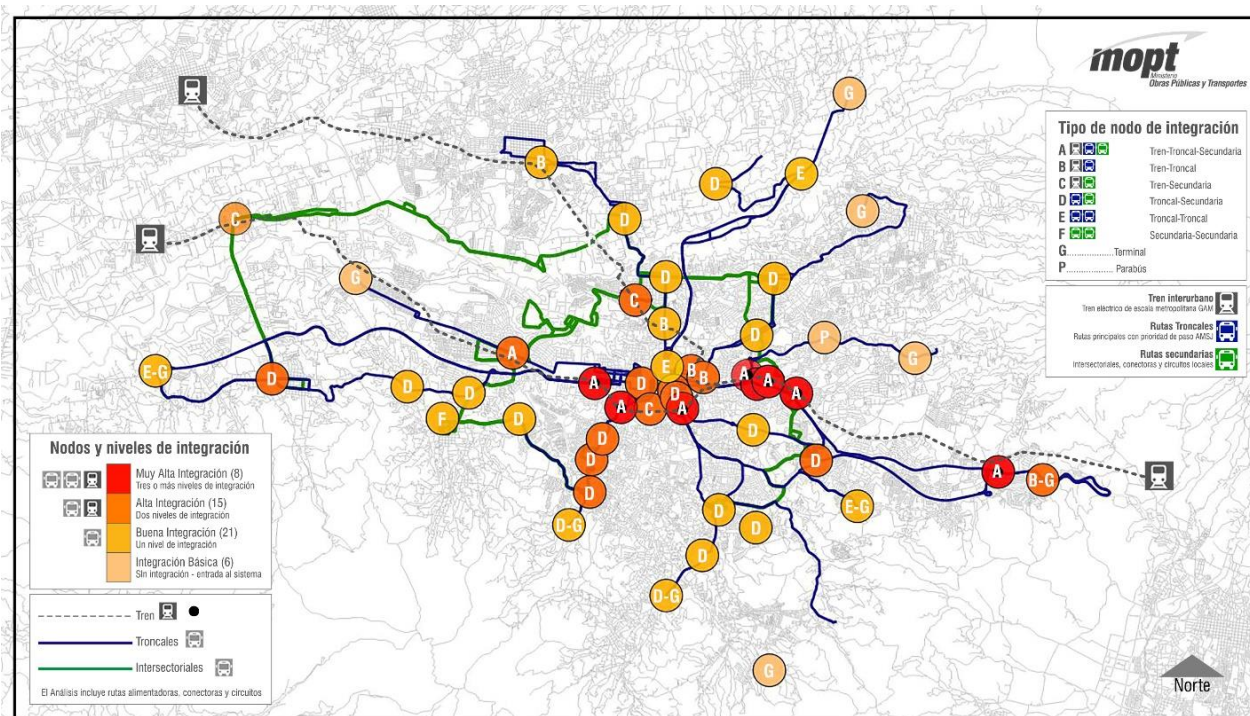 mopt
Ministerio
Obras Públicas y Transportes
Tipo de nodo de integración
A Tren-Troncal-Secundaria
B Tren-Troncal
C Tren-Secundaria
D Troncal-Secundaria
E Troncal-Troncal
F Secundaria-Secundaria
G....................Terminal
P.................... Parabús
Tren interurbano
Tren eléctrico de escala metropolitana GAM
Rutas Troncales
Rutas principales con prioridad de paso AMSJ
Rutas secundarias
Intersectoriales, conectoras y circuitos locales
G
B
D
E
C
D
G
G
D
D
C
B
D
P
A
G
E-G
D
E
B
B
A
D
A
A
A
D
D
A
C
D
A
F
D
D
D
D
D
A
B-G
D
D-G
D
E-G
D
D
D-G
G
Nodos y niveles de integración
Muy Alta Integración (8)
Tres o más niveles de integración
Alta Integración (15)
Dos niveles de integración
Buena Integración (21)
Un nivel de integración
Integración Básica (6)
SIn integración - entrada al sistema
Tren
Troncales
Intersectoriales
El Análisis incluye rutas alimentadoras, conectoras y circuitos
Norte